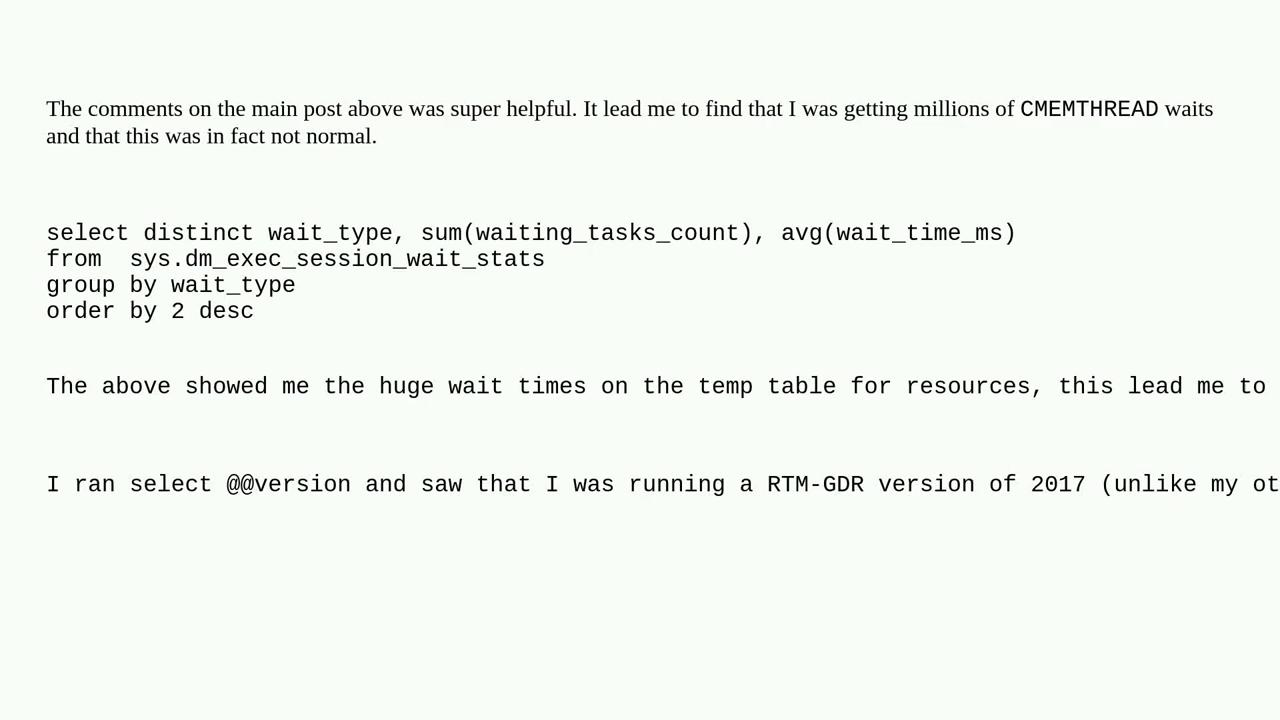 The comments on the main post above was super helpful. It lead me to find that I was getting millions of CMEMTHREAD waits
and that this was in fact not normal.
select distinct wait_type, sum(waiting_tasks_count), avg(wait_time_ms)
from  sys.dm_exec_session_wait_stats
group by wait_type
order by 2 desc
The above showed me the huge wait times on the temp table for resources, this lead me to
I ran select @@version and saw that I was running a RTM-GDR version of 2017 (unlike my